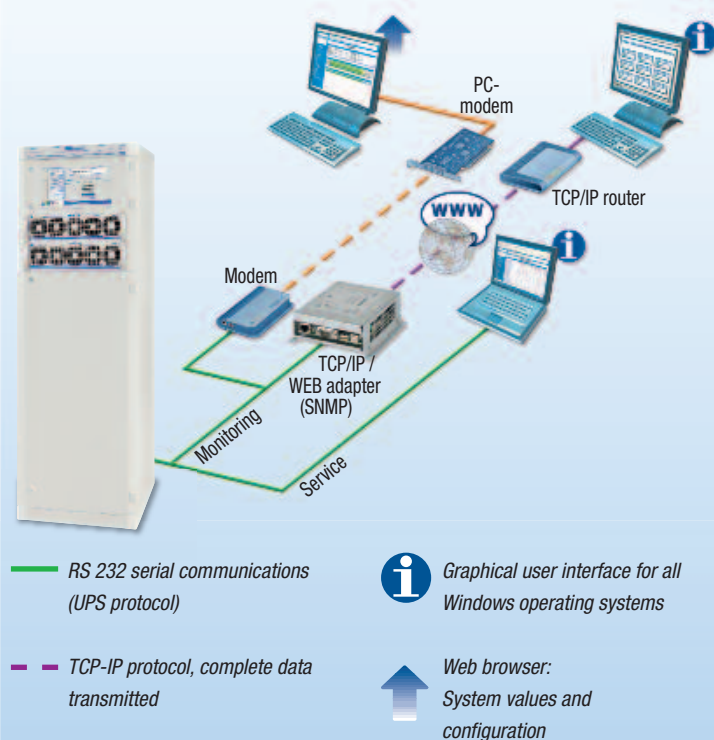 PC-
modem
TCP/IP router
WWW
Modem
TCP/IP /
WEB adapter
(SNMP)
Monitoring
Service
RS 232 serial communications
(UPS protocol)
Graphical user interface for all
Windows operating systems
TCP-IP protocol, complete data
transmitted
Web browser:
System values and
configuration